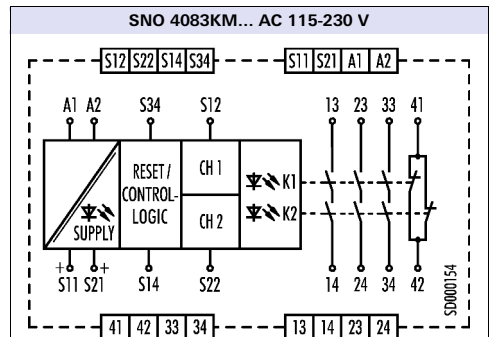 SNO 4083KM... AC 115-230 V
S12 S22 S14 S34 S11 S21 A1 A2
A1 A2 S34 S12 13 23 33 41
RESET /
CONTROL-
LOGIC
CH 1
K1
CH 2
K2
SUPPLY
+ +
S11 S21 S14 S22 14 24 34 42
SD000154
41 42 33 34 13 14 23 24